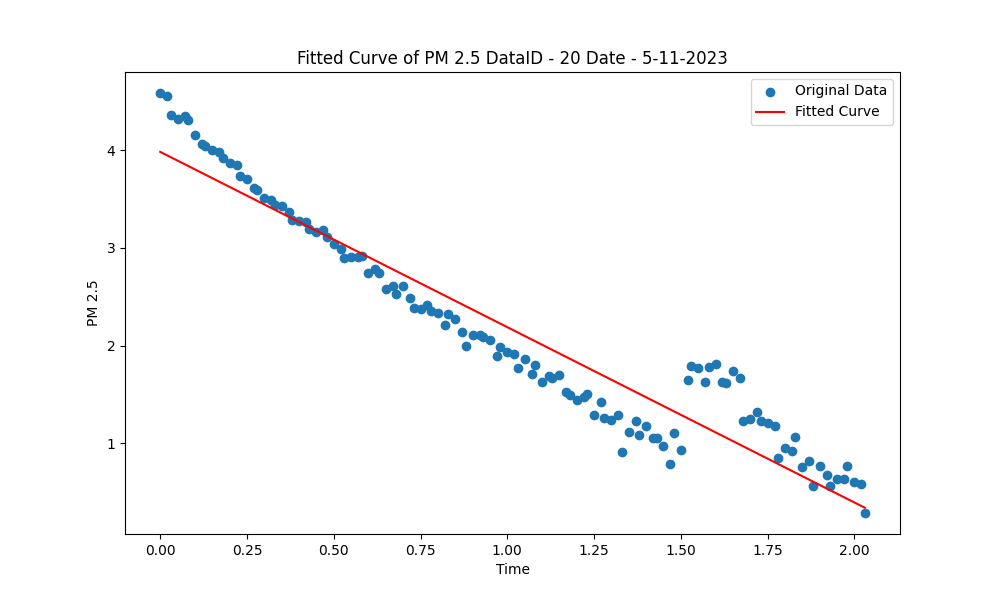 Fitted Curve of PM 2.5 DataID - 20 Date - 5-11-2023
Original Data
Fitted Curve
4
3
2
1
PM 2.5
0.00 0.25 0.50 0.75 1.00 1.25 1.50 1.75 2.00
Time